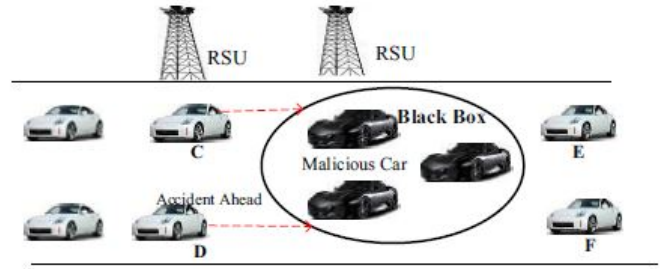 RSU
RSU
Black Box
C
Malicious Car
E
Accident Ahead
D
F